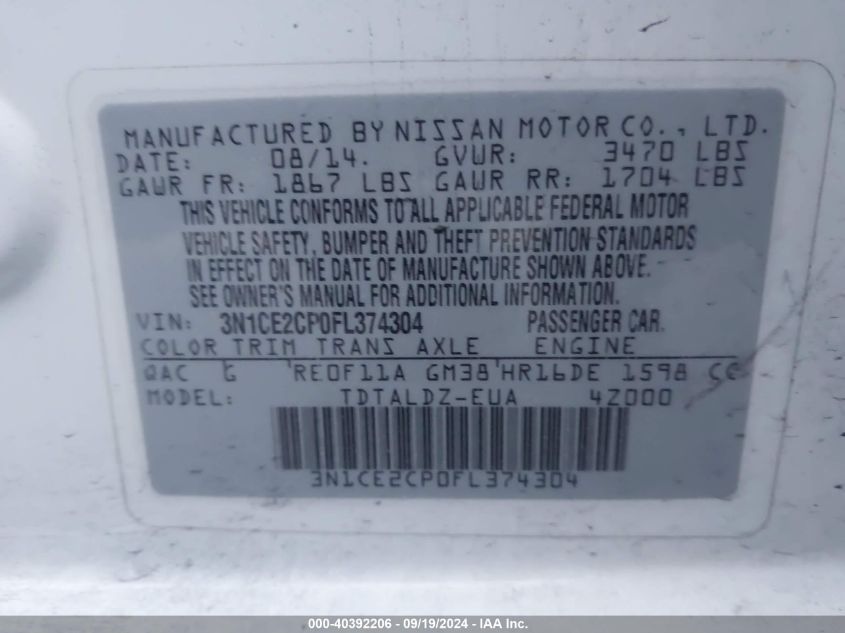 MANUFACTURED BY NISSAN MOTOR CO., LTD.
DATE: 08/14. GVWR: 3470 LBS
GAWR FR: 1867 LBS GAWR RR: 1704 LBS
THIS VEHICLE CONFORMS TO ALL APPLICABLE FEDERAL MOTOR
VEHICLE SAFETY, BUMPER AND THEFT PREVENTION STANDARDS
IN EFFECT ON THE DATE OF MANUFACTURE SHOWN ABOVE.
SEE OWNER'S MANUAL FOR ADDITIONAL INFORMATION.
VIN: 3N1CE2CP0FL374304 PASSENGER CAR.
COLOR TRIM TRANS AXLE ENGINE
QAC G RE0F11A GM38 HR16DE 1598 CC
MODEL: TDTALDZ-EUA 4Z000
3N1CE2CP0FL374304
000-40392206 - 09/19/2024 - IAA Inc.